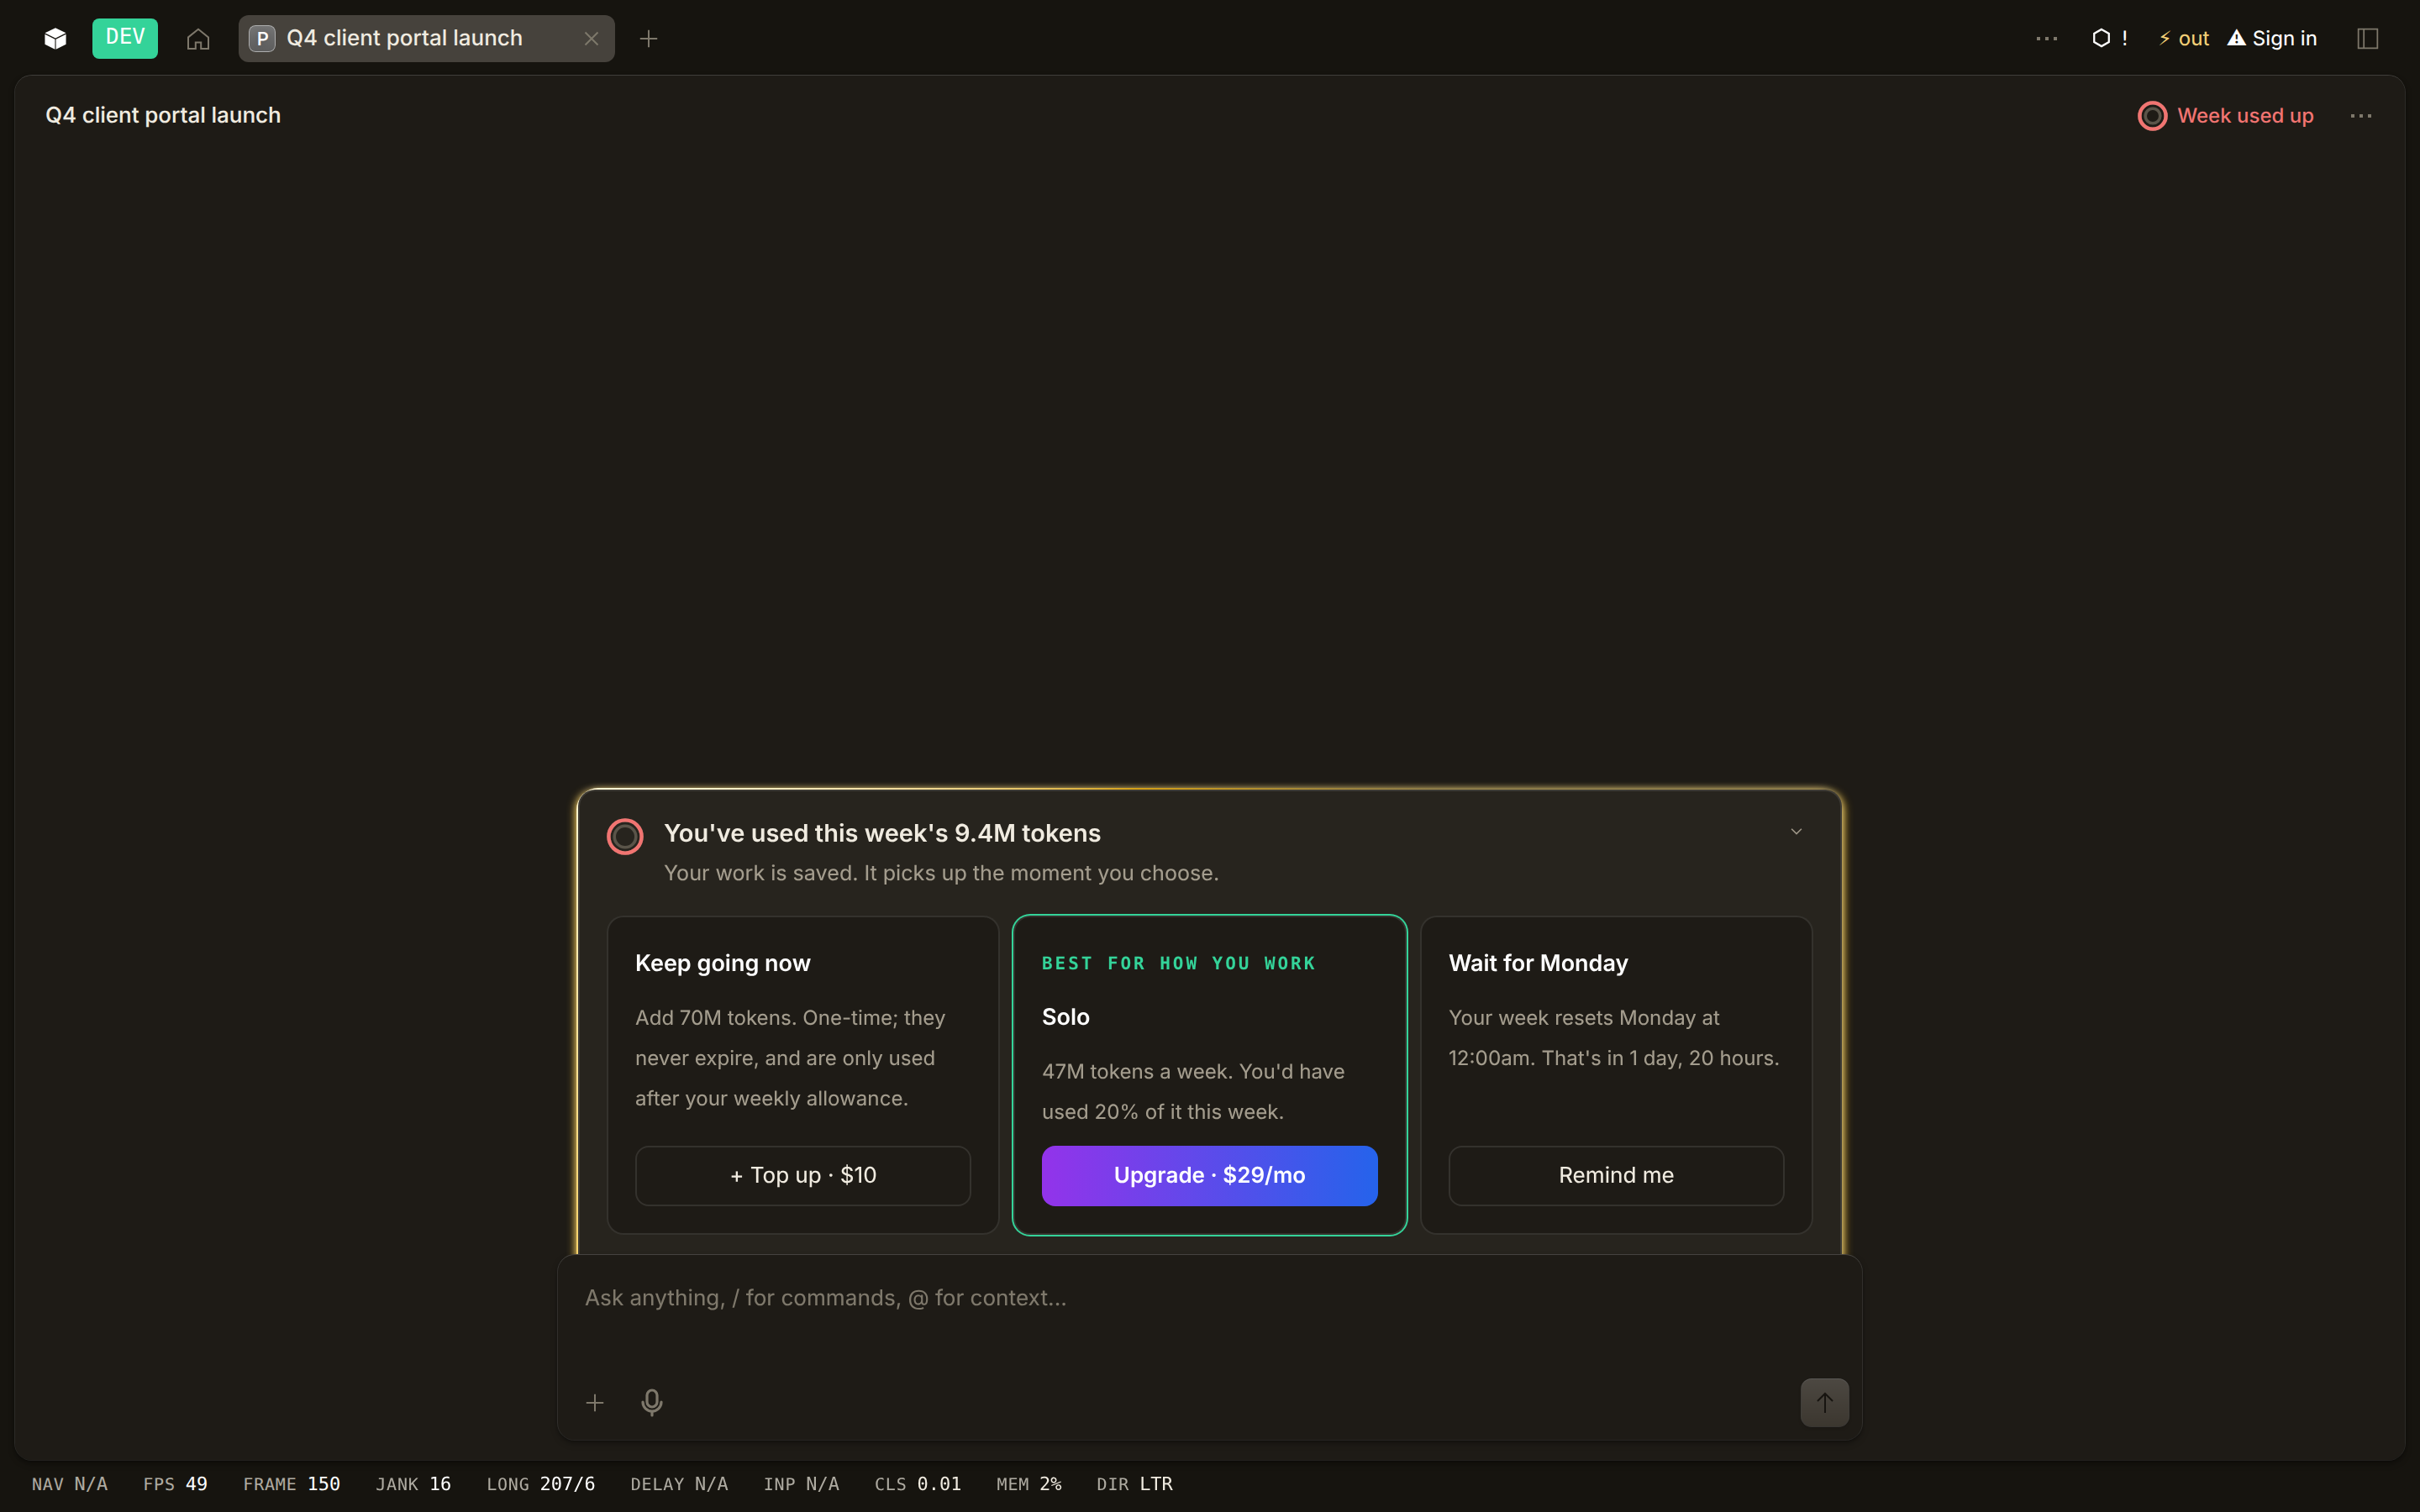 DEV
P Q4 client portal launch
! out Sign in
Q4 client portal launch
Week used up
You've used this week's 9.4M tokens
Your work is saved. It picks up the moment you choose.
Keep going now
Add 70M tokens. One-time; they
never expire, and are only used
after your weekly allowance.
+ Top up · $10
BEST FOR HOW YOU WORK
Solo
47M tokens a week. You'd have
used 20% of it this week.
Upgrade · $29/mo
Wait for Monday
Your week resets Monday at
12:00am. That's in 1 day, 20 hours.
Remind me
Ask anything, / for commands, @ for context...
NAV N/A FPS 49 FRAME 150 JANK 16 LONG 207/6 DELAY N/A INP N/A CLS 0.01 MEM 2% DIR LTR